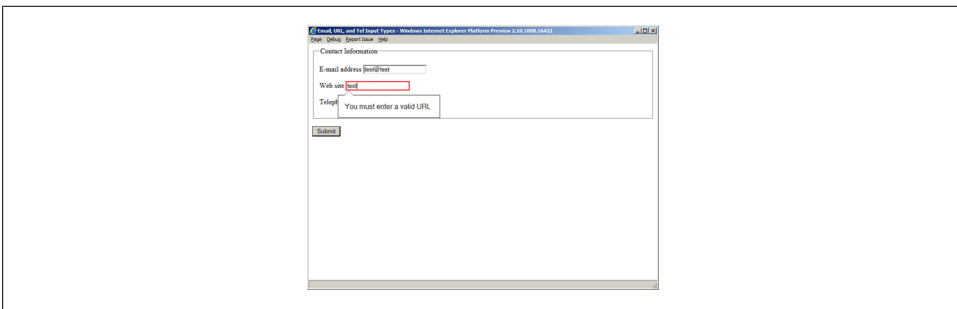 Email, URL, and Tel Input Types - Windows Internet Explorer Platform Preview 2.10.1008.16421
Page Debug Report Issue Help
Contact Information
E-mail address test@test
Web site test
Teleph
You must enter a valid URL
Submit